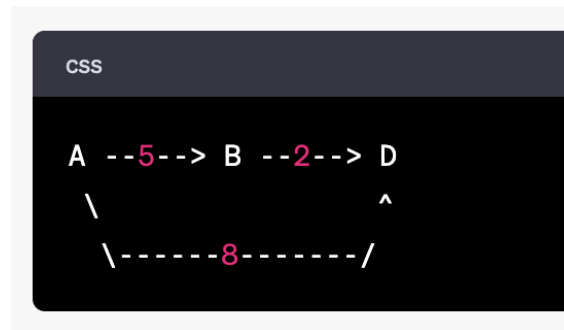 css
A --5--> B --2--> D
 \                 ^
  \------8-------/